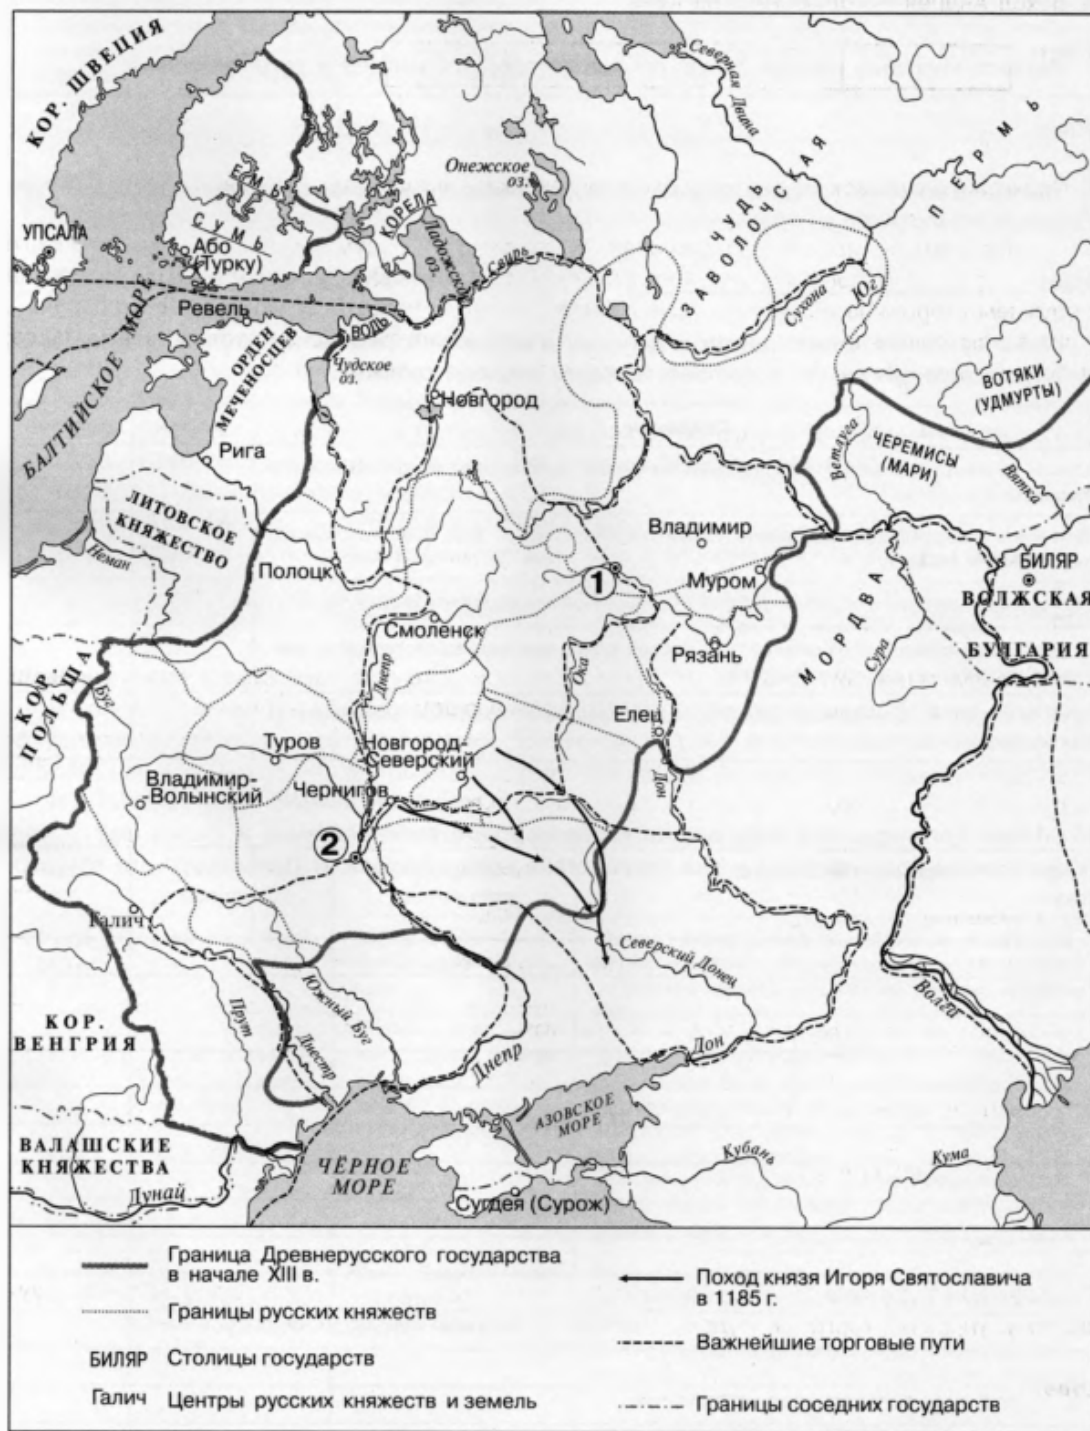 КОР. ШВЕЦИЯ
Северная Двина
ПЕРМЬ
Онежское
оз.
ЗАВОЛОЧСКАЯ
ЧУДЬ
ЕМЬ
СУМЬ
КОРЕЛА
Ладожское
оз.
УПСАЛА
Або
(Турку)
Свирь
Сухона
Юг
Ревель
ВОДЬ
ОРДЕН
МЕЧЕНОСЦЕВ
Чудское
оз.
БАЛТИЙСКОЕ МОРЕ
Новгород
ВОТЯКИ
(УДМУРТЫ)
Ветлуга
ЧЕРЕМИСЫ
(МАРИ)
Вятка
Рига
ЛИТОВСКОЕ
КНЯЖЕСТВО
Неман
Владимир
Полоцк
1
Муром
БИЛЯР
ВОЛЖСКАЯ
БУЛГАРИЯ
МОРДВА
Сура
Смоленск
Рязань
КОР.
ПОЛЬША
Буг
Днепр
Ока
Елец
Туров
Новгород-
Северский
Дон
Владимир-
Волынский
Чернигов
2
Галич
Северский Донец
Волга
КОР.
ВЕНГРИЯ
Прут
Южный Буг
Днестр
Днепр
Дон
АЗОВСКОЕ
МОРЕ
ВАЛАШСКИЕ
КНЯЖЕСТВА
Дунай
ЧЁРНОЕ
МОРЕ
Кубань
Кума
Сугдея (Сурож)
Граница Древнерусского государства
в начале XIII в.
Границы русских княжеств
БИЛЯР Столицы государств
Галич Центры русских княжеств и земель
Поход князя Игоря Святославича
в 1185 г.
Важнейшие торговые пути
Границы соседних государств